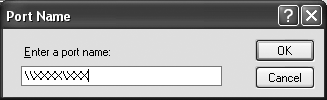 Port Name
Enter a port name:
OK
\\XXXX\XXX
Cancel